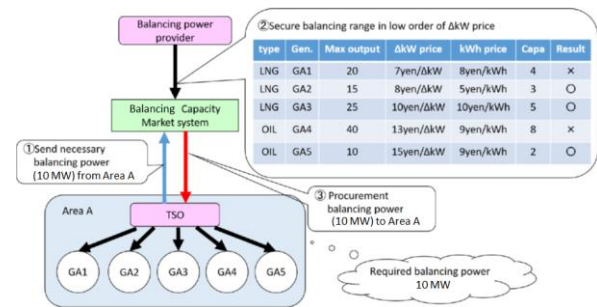 Balancing power
provider
②Secure balancing range in low order of ΔkW price
type Gen. Max output ΔkW price kWh price Capa Result
LNG GA1 20 7yen/ΔkW 8yen/kWh 4 ×
LNG GA2 15 8yen/ΔkW 5yen/kWh 3 ○
LNG GA3 25 10yen/ΔkW 10yen/kWh 5 ○
OIL GA4 40 13yen/ΔkW 9yen/kWh 8 ×
OIL GA5 10 15yen/ΔkW 9yen/kWh 2 ○
Balancing Capacity
Market system
①Send necessary
balancing power
(10 MW) from Area A
③ Procurement
balancing power
(10 MW) to Area A
Area A
TSO
GA1 GA2 GA3 GA4 GA5
Required balancing power
10 MW